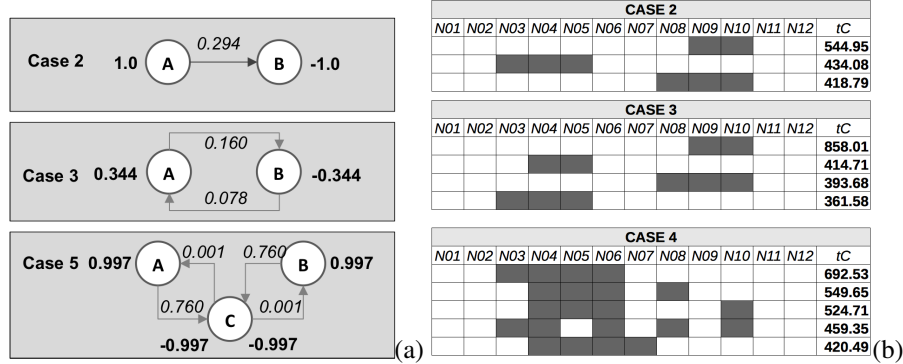 0.294
Case 2 1.0 A B -1.0
0.160
Case 3 0.344 A B -0.344
0.078
Case 5 0.997 A 0.001 0.760 B 0.997
0.760 C 0.001
-0.997 -0.997
(a)
CASE 2
N01 N02 N03 N04 N05 N06 N07 N08 N09 N10 N11 N12 tC
544.95
434.08
418.79
CASE 3
N01 N02 N03 N04 N05 N06 N07 N08 N09 N10 N11 N12 tC
858.01
414.71
393.68
361.58
CASE 4
N01 N02 N03 N04 N05 N06 N07 N08 N09 N10 N11 N12 tC
692.53
549.65
524.71
459.35
420.49
(b)